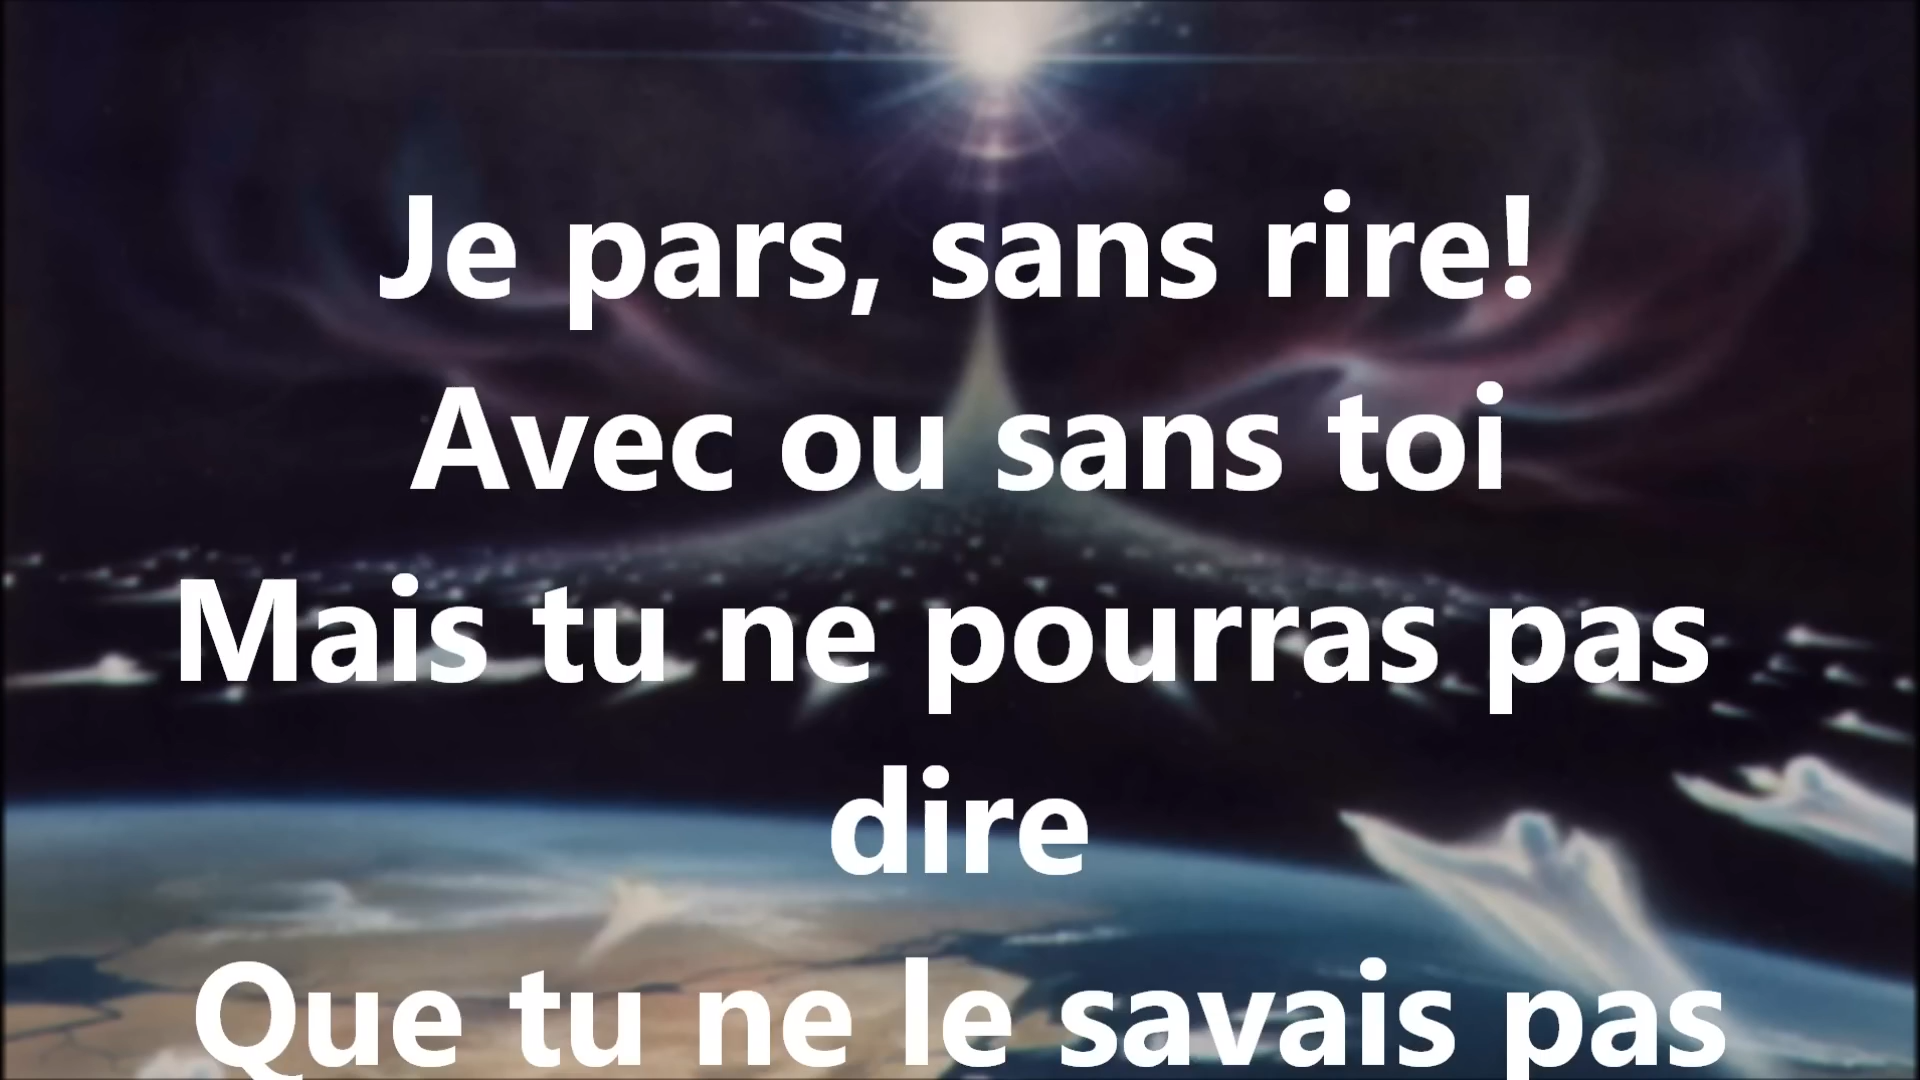 Je pars, sans rire!
Avec ou sans toi
Mais tu ne pourras pas
dire
Que tu ne le savais pas